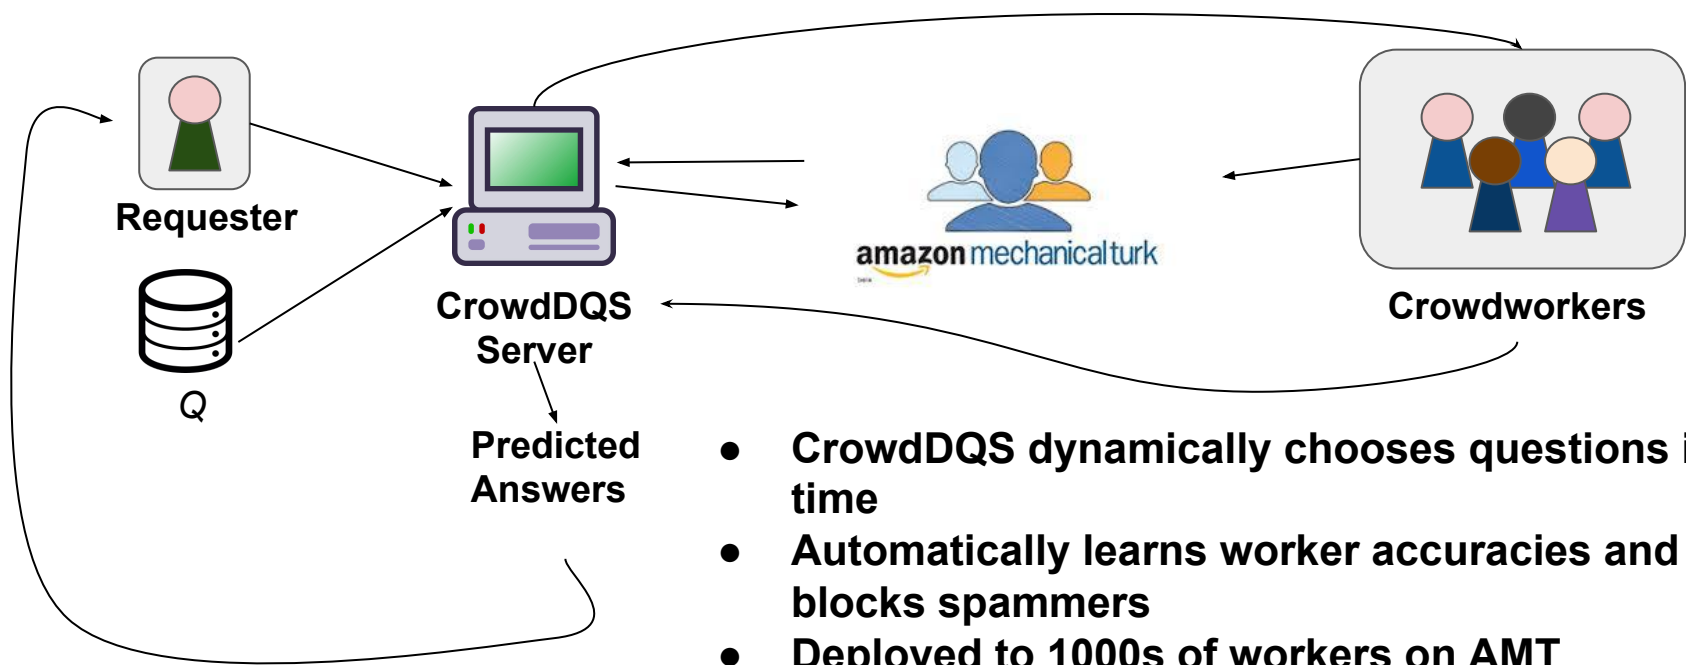 Requester
Q
CrowdDQS
Server
Predicted
Answers
amazon mechanical turk
Crowdworkers
● CrowdDQS dynamically chooses questions
time
● Automatically learns worker accuracies and
blocks spammers
● Deployed to 1000s of workers on AMT